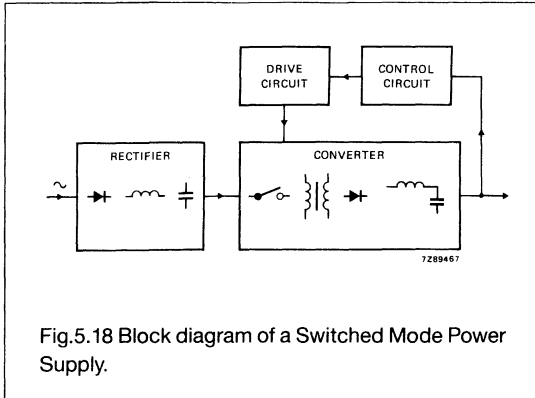 DRIVE
CIRCUIT
CONTROL
CIRCUIT
RECTIFIER
CONVERTER
7Z89467
Fig.5.18 Block diagram of a Switched Mode Power
Supply.